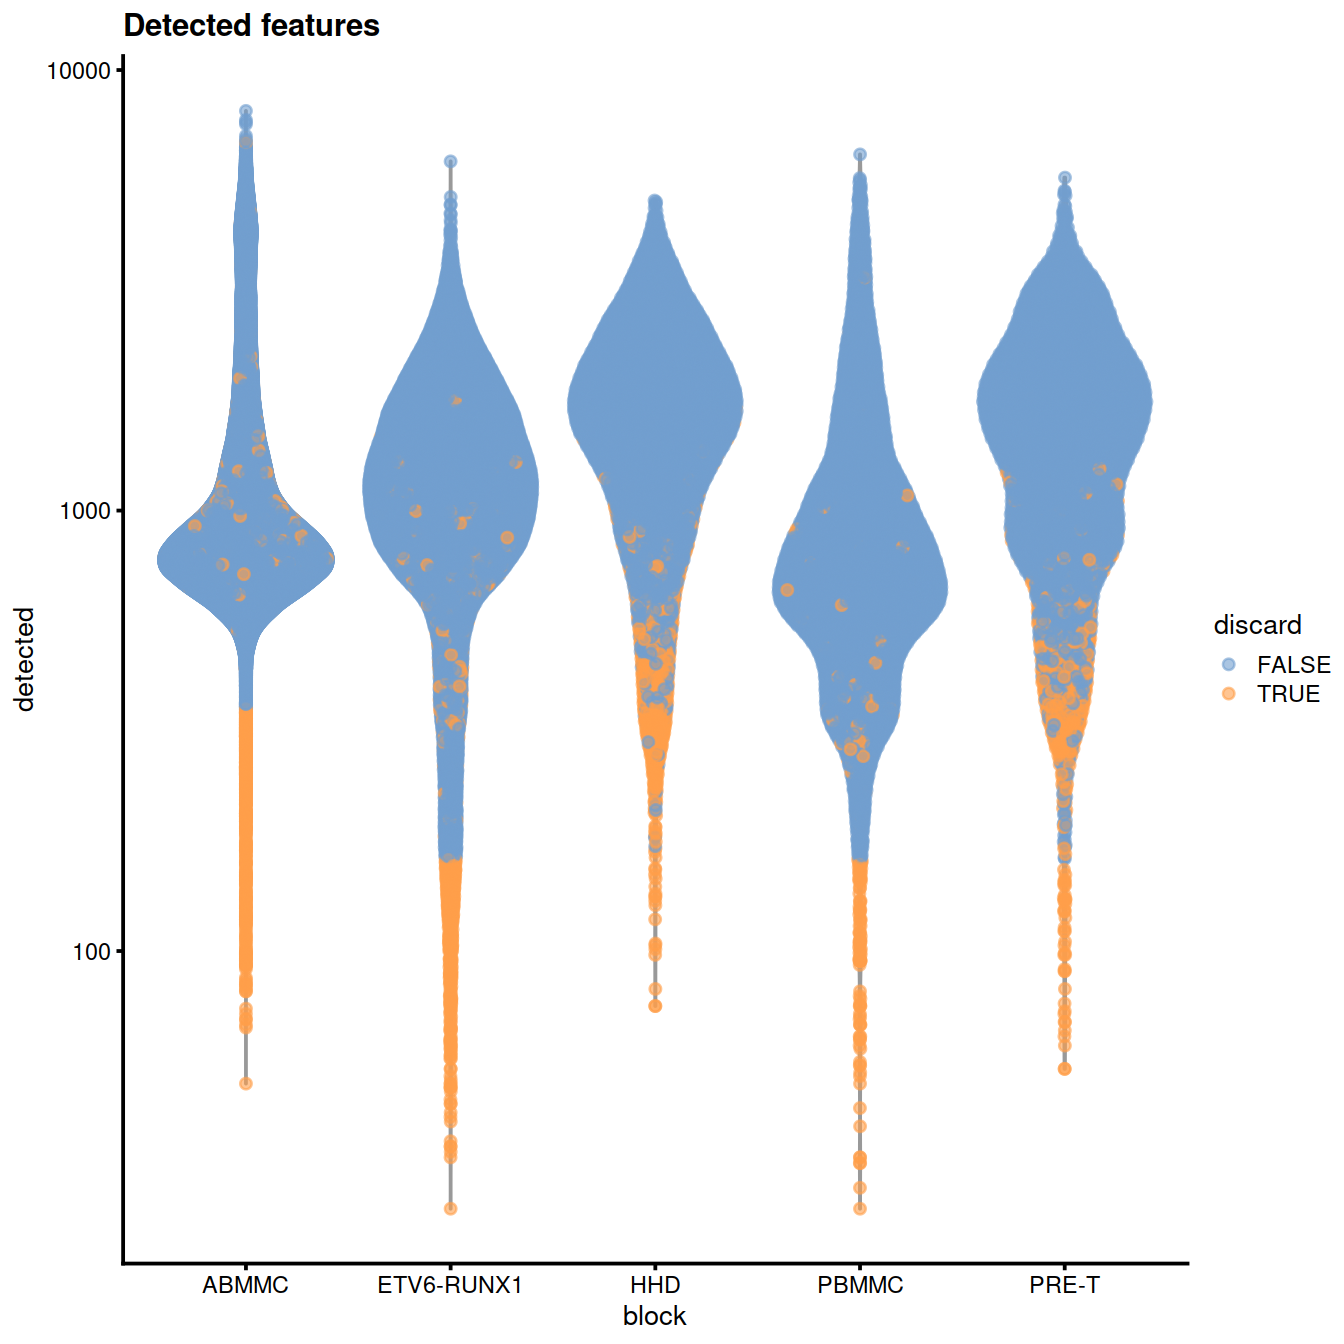 Detected features
10000
1000
100
detected
ABMMC
ETV6-RUNX1
HHD
PBMMC
PRE-T
block
discard
FALSE
TRUE